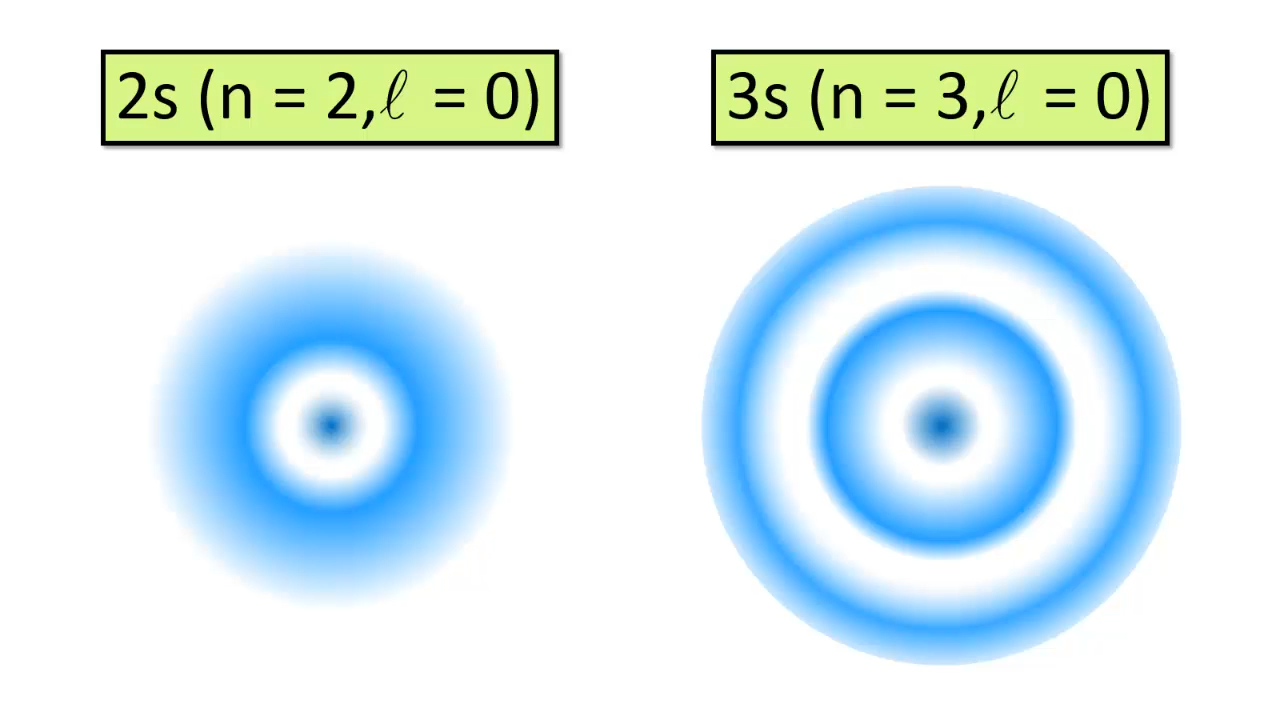 2s (n = 2,ℓ = 0)
3s (n = 3,ℓ = 0)